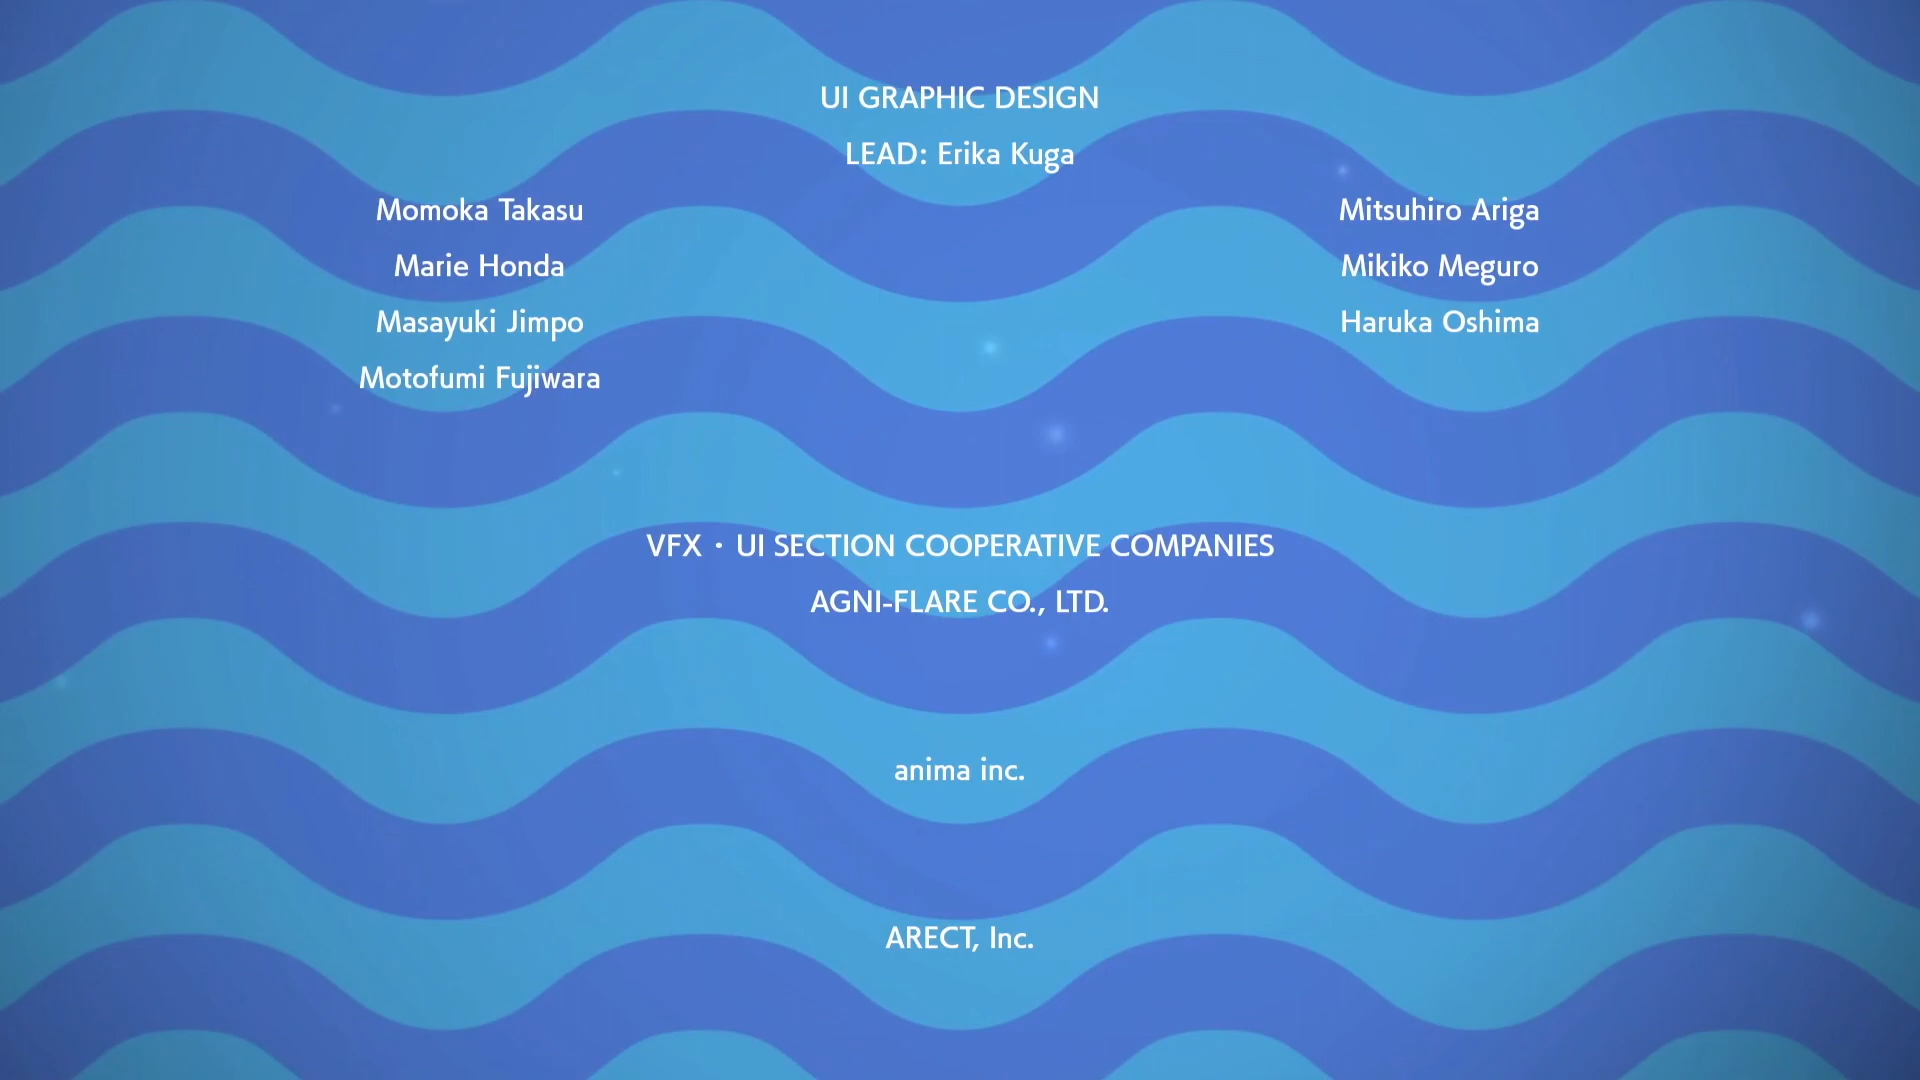 UI GRAPHIC DESIGN
LEAD: Erika Kuga
Momoka Takasu
Mitsuhiro Ariga
Marie Honda
Mikiko Meguro
Masayuki Jimpo
Haruka Oshima
Motofumi Fujiwara
VFX・UI SECTION COOPERATIVE COMPANIES
AGNI-FLARE CO., LTD.
anima inc.
ARECT, Inc.